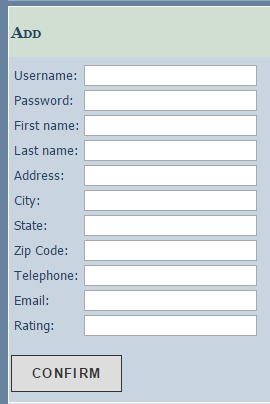 Add
Username:
Password:
First name:
Last name:
Address:
City:
State:
Zip Code:
Telephone:
Email:
Rating:
CONFIRM